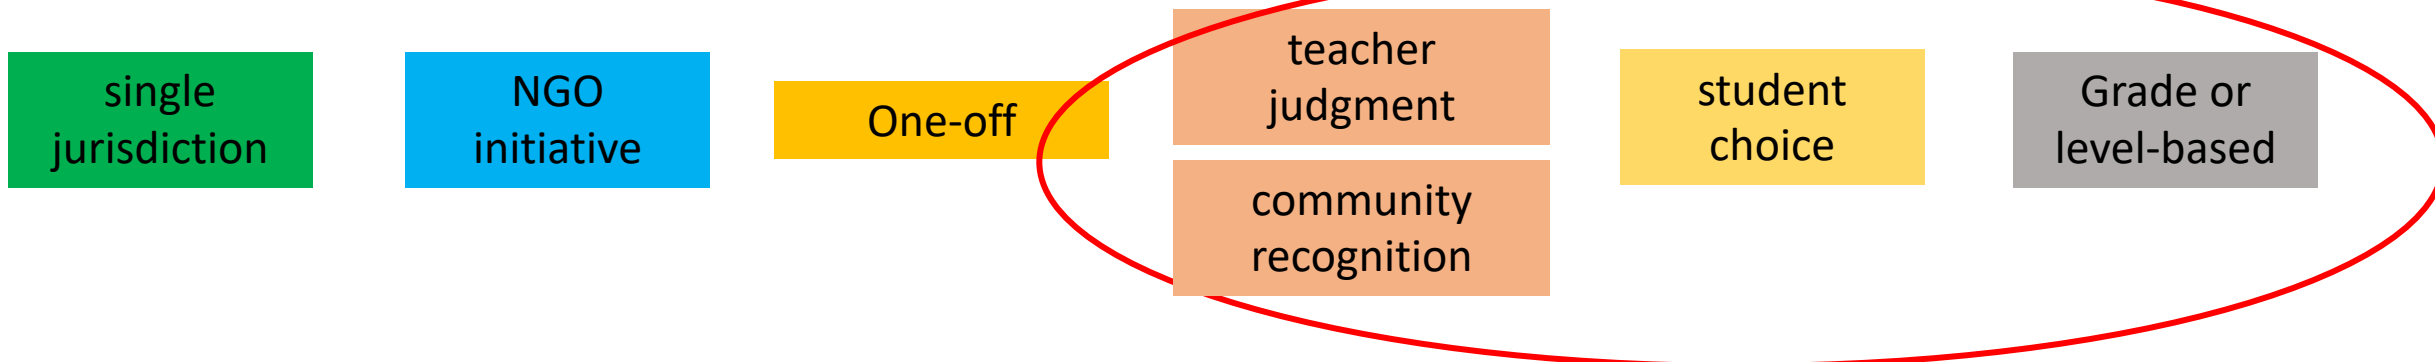 single
jurisdiction
NGO
initiative
One-off
teacher
judgment
community
recognition
student
choice
Grade or
level-based